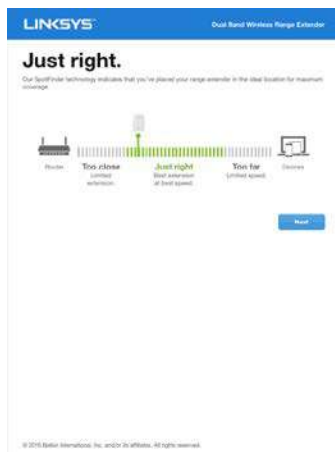 LINKSYS
Dual Band Wireless Range Extender
Just right.
Our SpotFinder technology indicates that you've placed your range extender in the ideal location for maximum
coverage.
Router Too close Just right Too far Devices
Limited Best extension Limited speed
extension at best speed
Next
© 2015 Belkin International, Inc. and/or its affiliates. All rights reserved.